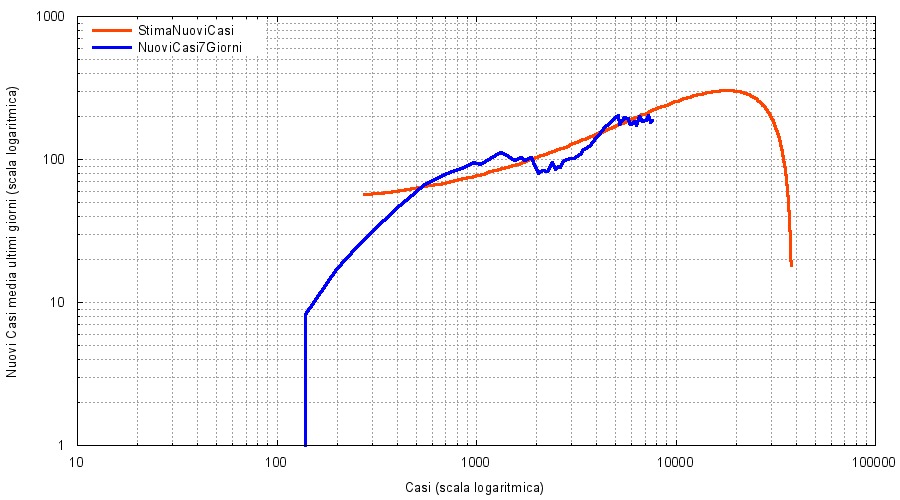 1000
StimaNuoviCasi
NuoviCasi7Giorni
100
10
1
10
100
1000
10000
100000
Nuovi Casi media ultimi giorni (scala logaritmica)
Casi (scala logaritmica)